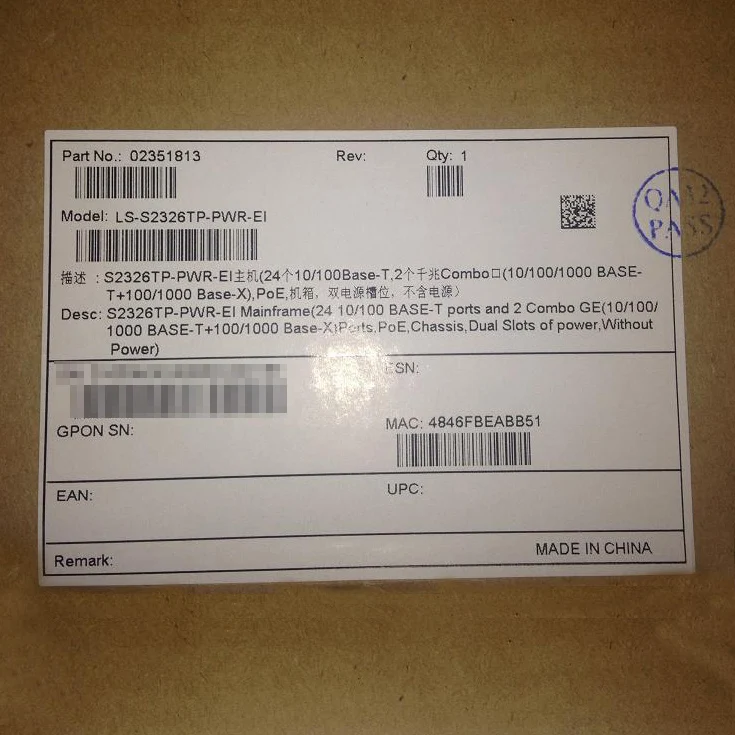 Part No.: 02351813 Rev: Qty: 1
Model: LS-S2326TP-PWR-EI
QA12
PASS
描述 : S2326TP-PWR-EI主机(24个10/100Base-T,2个千兆Combo口(10/100/1000 BASE-
T+100/1000 Base-X),PoE,机箱，双电源槽位，不含电源）
Desc: S2326TP-PWR-EI Mainframe(24 10/100 BASE-T ports and 2 Combo GE(10/100/
1000 BASE-T+100/1000 Base-X)Ports,PoE,Chassis,Dual Slots of power,Without
Power)
ESN:
GPON SN: MAC: 4846FBEABB51
EAN: UPC:
Remark: MADE IN CHINA